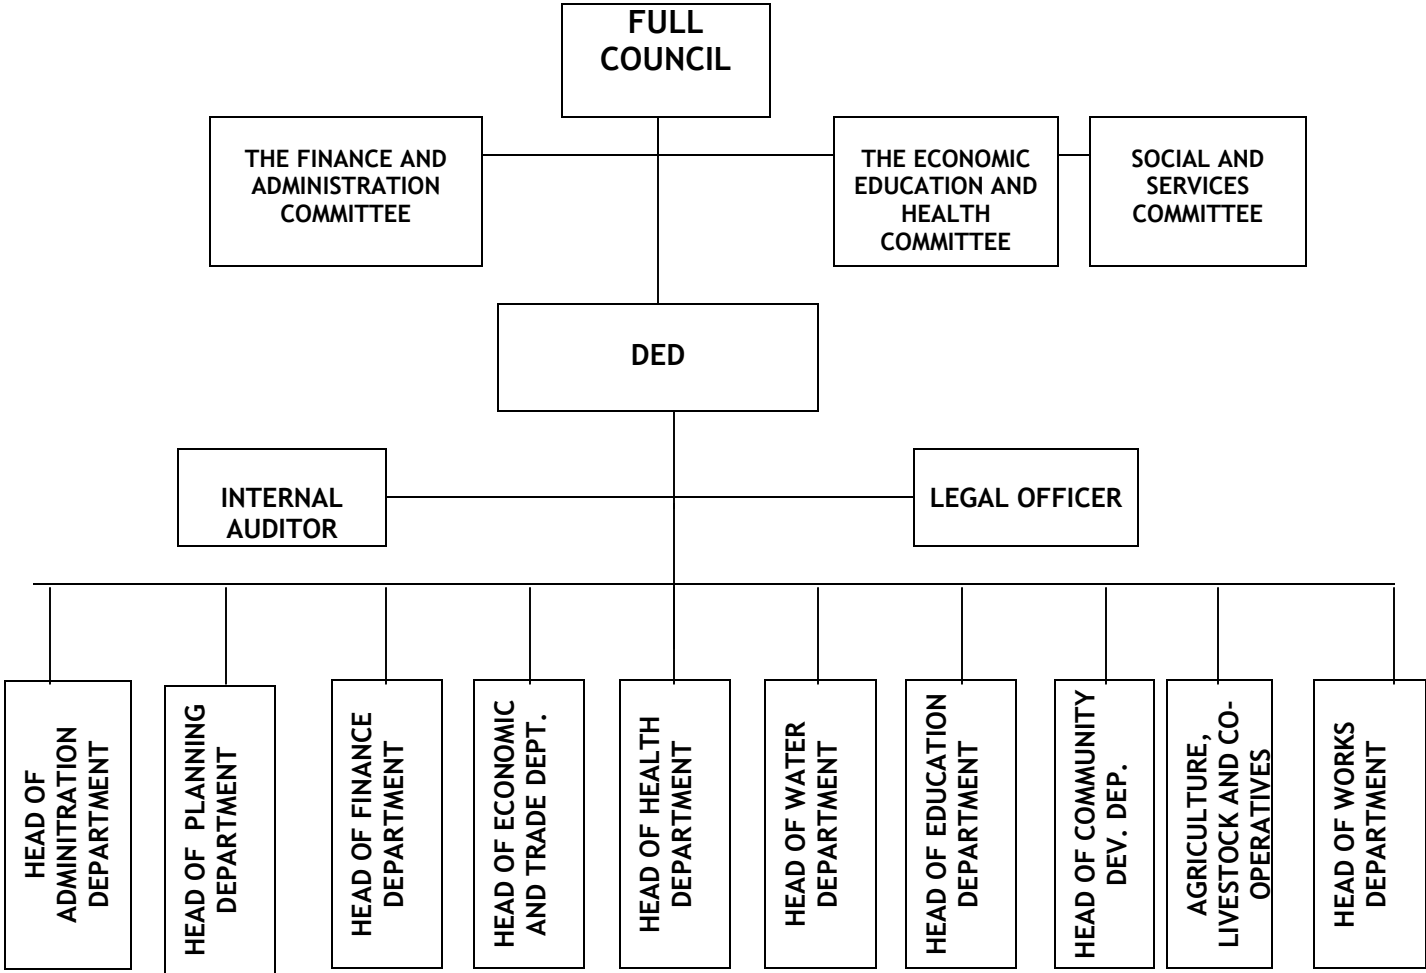 FULL
COUNCIL
THE FINANCE AND
ADMINISTRATION
COMMITTEE
THE ECONOMIC
EDUCATION AND
HEALTH
COMMITTEE
SOCIAL AND
SERVICES
COMMITTEE
DED
INTERNAL
AUDITOR
LEGAL OFFICER
HEAD OF
ADMINITRATION
DEPARTMENT
HEAD OF  PLANNING
DEPARTMENT
HEAD OF FINANCE
DEPARTMENT
HEAD OF ECONOMIC
AND TRADE DEPT.
HEAD OF HEALTH
DEPARTMENT
HEAD OF WATER
DEPARTMENT
HEAD OF EDUCATION
DEPARTMENT
HEAD OF COMMUNITY
DEV. DEP.
AGRICULTURE,
LIVESTOCK AND CO-
OPERATIVES
HEAD OF WORKS
DEPARTMENT